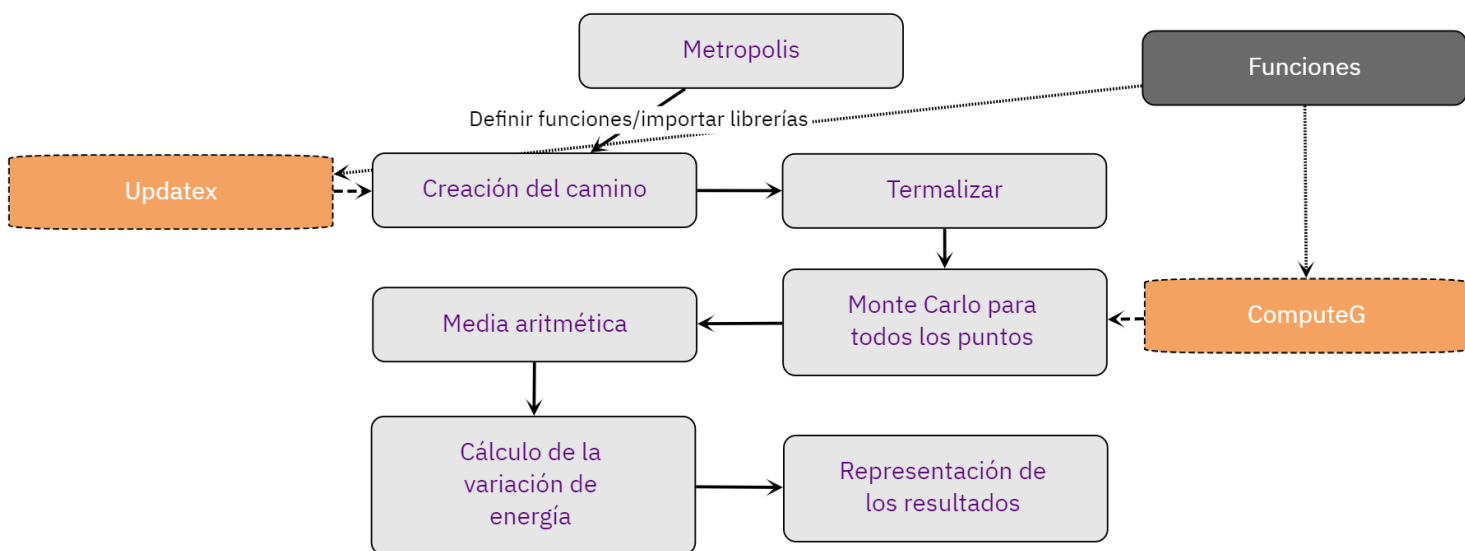 Metropolis
Funciones
Definir funciones/importar librerías
Updatex
Creación del camino
Termalizar
Media aritmética
Monte Carlo para
todos los puntos
ComputeG
Cálculo de la
variación de
energía
Representación de
los resultados